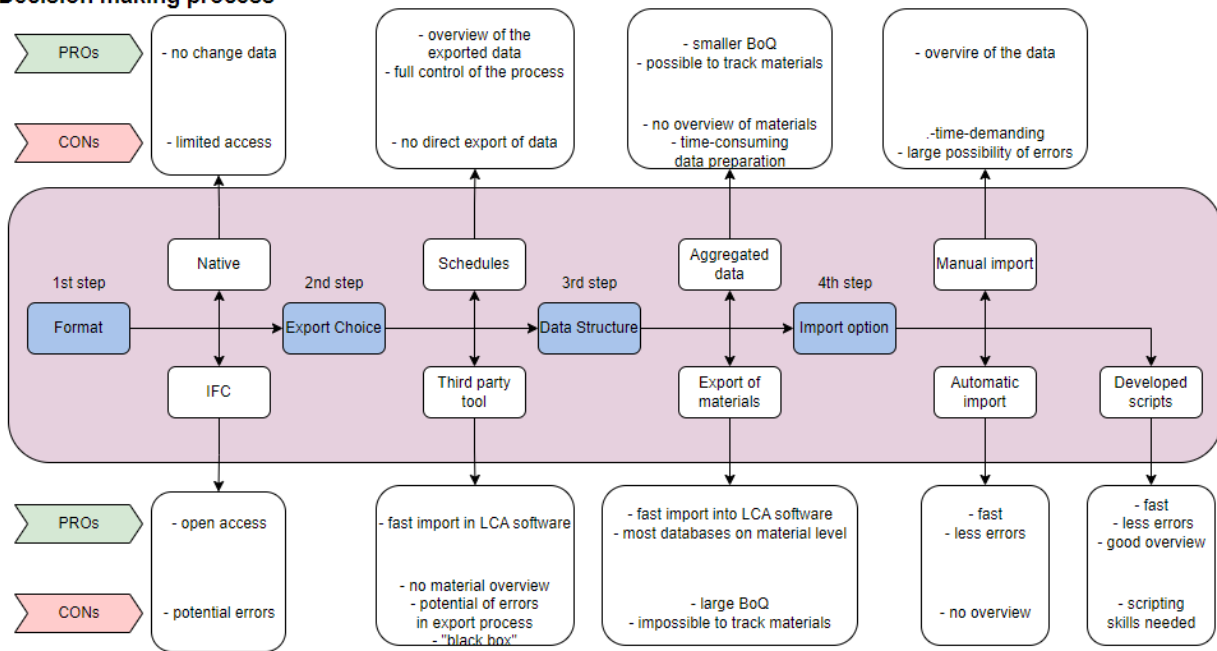 Decision making process
PROs
- no change data
- overview of the
exported data
- full control of the process
- smaller BoQ
- possible to track materials
- overvire of the data
CONs
- limited access
- no direct export of data
- no overview of materials
- time-consuming
data preparation
.-time-demanding
- large possibility of errors
Native
Schedules
Aggregated
data
Manual import
1st step
2nd step
3rd step
4th step
Format
Export Choice
Data Structure
Import option
IFC
Third party
tool
Export of
materials
Automatic
import
Developed
scripts
PROs
- open access
- fast import in LCA software
- fast import into LCA software
- most databases on material level
- fast
- less errors
- fast
- less errors
- good overview
CONs
- potential errors
- no material overview
- potential of errors
in export process
- "black box"
- large BoQ
- impossible to track materials
- no overview
- scripting
skills needed